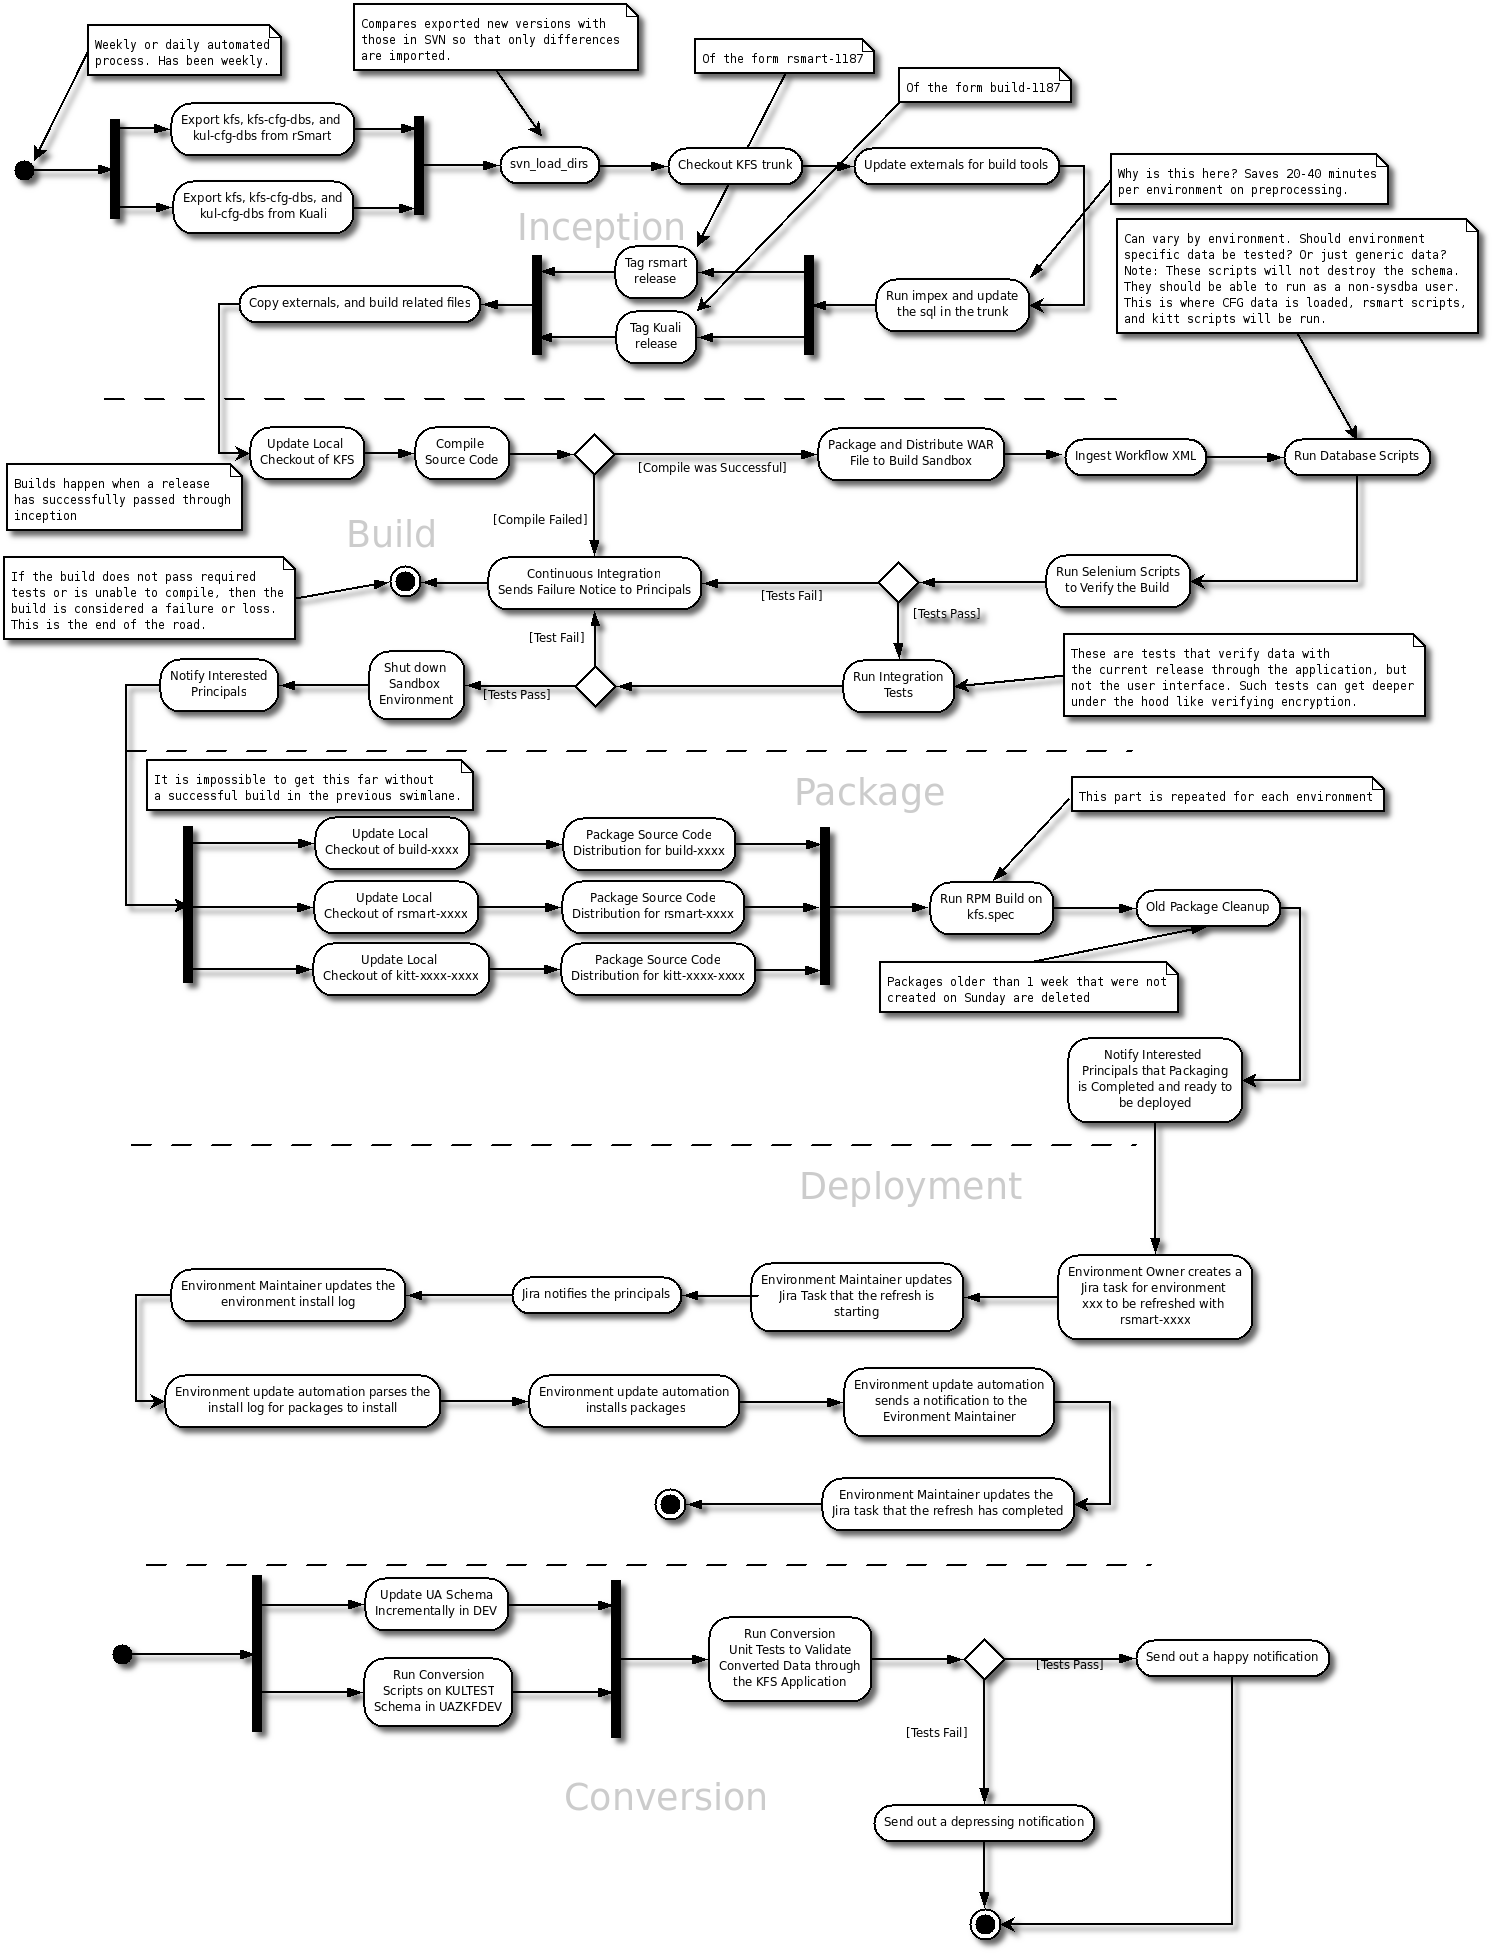 Weekly or daily automated
process. Has been weekly.
Compares exported new versions with
those in SVN so that only differences
are imported.
Of the form rsmart-1187
Of the form build-1187
Export kfs, kfs-cfg-dbs, and
kul-cfg-dbs from rSmart
Export kfs, kfs-cfg-dbs, and
kul-cfg-dbs from Kuali
svn_load_dirs
Checkout KFS trunk
Update externals for build tools
Why is this here? Saves 20-40 minutes
per environment on preprocessing.
Inception
Can vary by environment. Should environment
specific data be tested? Or just generic data?
Note: These scripts will not destroy the schema.
They should be able to run as a non-sysdba user.
This is where CFG data is loaded, rsmart scripts,
and kitt scripts will be run.
Tag rsmart
release
Run impex and update
the sql in the trunk
Copy externals, and build related files
Tag Kuali
release
Update Local
Checkout of KFS
Compile
Source Code
[Compile was Successful]
Package and Distribute WAR
File to Build Sandbox
Ingest Workflow XML
Run Database Scripts
Builds happen when a release
has successfully passed through
inception
[Compile Failed]
Build
If the build does not pass required
tests or is unable to compile, then the
build is considered a failure or loss.
This is the end of the road.
Continuous Integration
Sends Failure Notice to Principals
[Tests Fail]
Run Selenium Scripts
to Verify the Build
[Tests Pass]
[Test Fail]
These are tests that verify data with
the current release through the application, but
not the user interface. Such tests can get deeper
under the hood like verifying encryption.
Notify Interested
Principals
Shut down
Sandbox
Environment
[Tests Pass]
Run Integration
Tests
It is impossible to get this far without
a successful build in the previous swimlane.
Package
This part is repeated for each environment
Update Local
Checkout of build-xxxx
Package Source Code
Distribution for build-xxxx
Update Local
Checkout of rsmart-xxxx
Package Source Code
Distribution for rsmart-xxxx
Run RPM Build on
kfs.spec
Old Package Cleanup
Update Local
Checkout of kitt-xxxx-xxxx
Package Source Code
Distribution for kitt-xxxx-xxxx
Packages older than 1 week that were not
created on Sunday are deleted
Notify Interested
Principals that Packaging
is Completed and ready to
be deployed
Deployment
Environment Maintainer updates the
environment install log
Jira notifies the principals
Environment Maintainer updates
Jira Task that the refresh is
starting
Environment Owner creates a
Jira task for environment
xxx to be refreshed with
rsmart-xxxx
Environment update automation parses the
install log for packages to install
Environment update automation
installs packages
Environment update automation
sends a notification to the
Evironment Maintainer
Environment Maintainer updates the
Jira task that the refresh has completed
Update UA Schema
Incrementally in DEV
Run Conversion
Scripts on KULTEST
Schema in UAZKFDEV
Run Conversion
Unit Tests to Validate
Converted Data through
the KFS Application
[Tests Pass]
Send out a happy notification
[Tests Fail]
Conversion
Send out a depressing notification